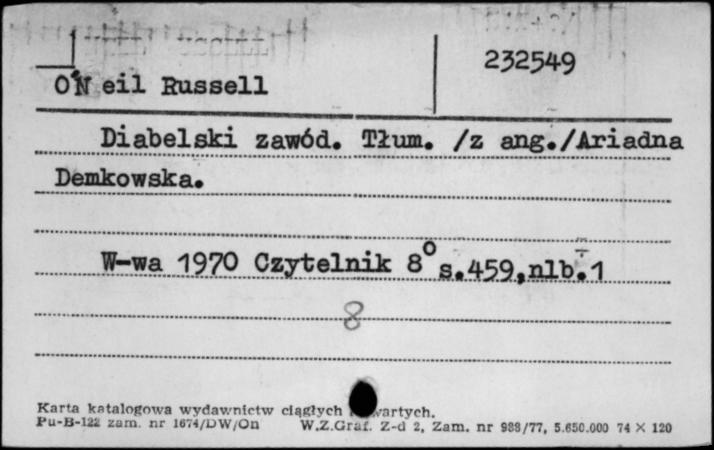 232549
O'Neil Russell
Diabelski zawód. Tłum. /z ang./Ariadna
Demkowska.
W-wa 1970 Czytelnik 8° s.459,nlb.1
8
Karta katalogowa wydawnictw ciągłych
Pu-B-122 zam. nr 1674/DW/On W.Z.Graf. Z-d 2, Zam. nr 988/77, 5.650.000 74 X 120